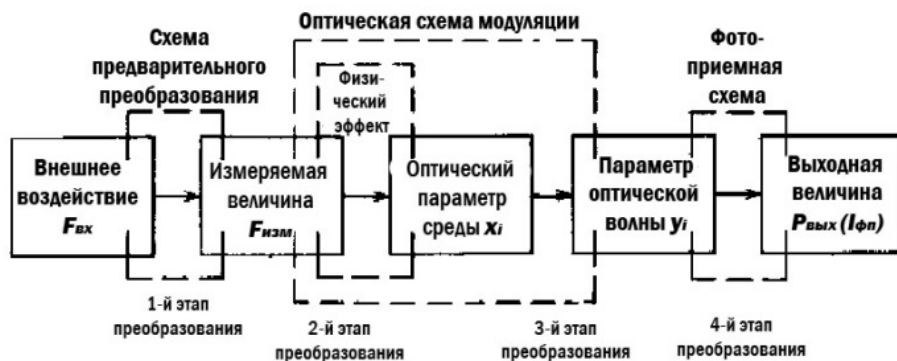 Оптическая схема модуляции
Схема
предварительного
преобразования
Физи-
ческий
эффект
Фото-
приемная
схема
Внешнее
воздействие
Fвх
Измеряемая
величина
Fизм
Оптический
параметр
среды xi
Параметр
оптической
волны yi
Выходная
величина
Pвых (Iфп)
1-й этап
преобразования
2-й этап
преобразования
3-й этап
преобразования
4-й этап
преобразования